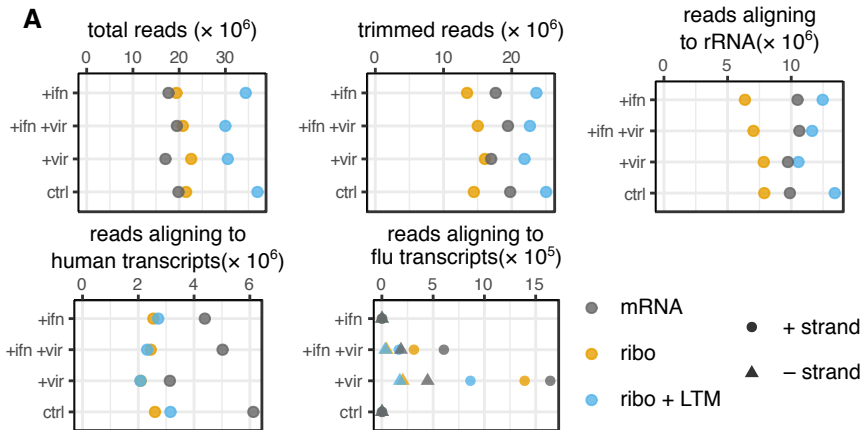 A
total reads (× 10⁶)
0 10 20 30
+ifn
+ifn +vir
+vir
ctrl
trimmed reads (× 10⁶)
0 10 20
+ifn
+ifn +vir
+vir
ctrl
reads aligning
to rRNA(× 10⁶)
0 5 10
+ifn
+ifn +vir
+vir
ctrl
reads aligning to
human transcripts(× 10⁶)
0 2 4 6
+ifn
+ifn +vir
+vir
ctrl
reads aligning to
flu transcripts(× 10⁵)
0 5 10 15
+ifn
+ifn +vir
+vir
ctrl
mRNA
ribo
ribo + LTM
+ strand
− strand